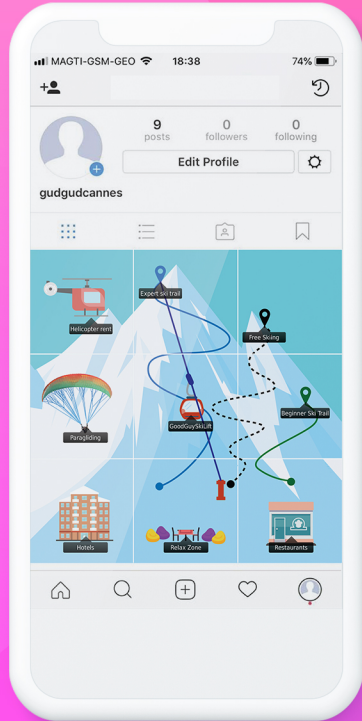 MAGTI-GSM-GEO 18:38 74%
9 0 0
posts followers following
Edit Profile
gudgudcannes
Expert ski trail
Helicopter rent
Free Skiing
GoodGuySkiLift
Beginner Ski Trail
Paragliding
Hotels
Relax Zone
Restaurants